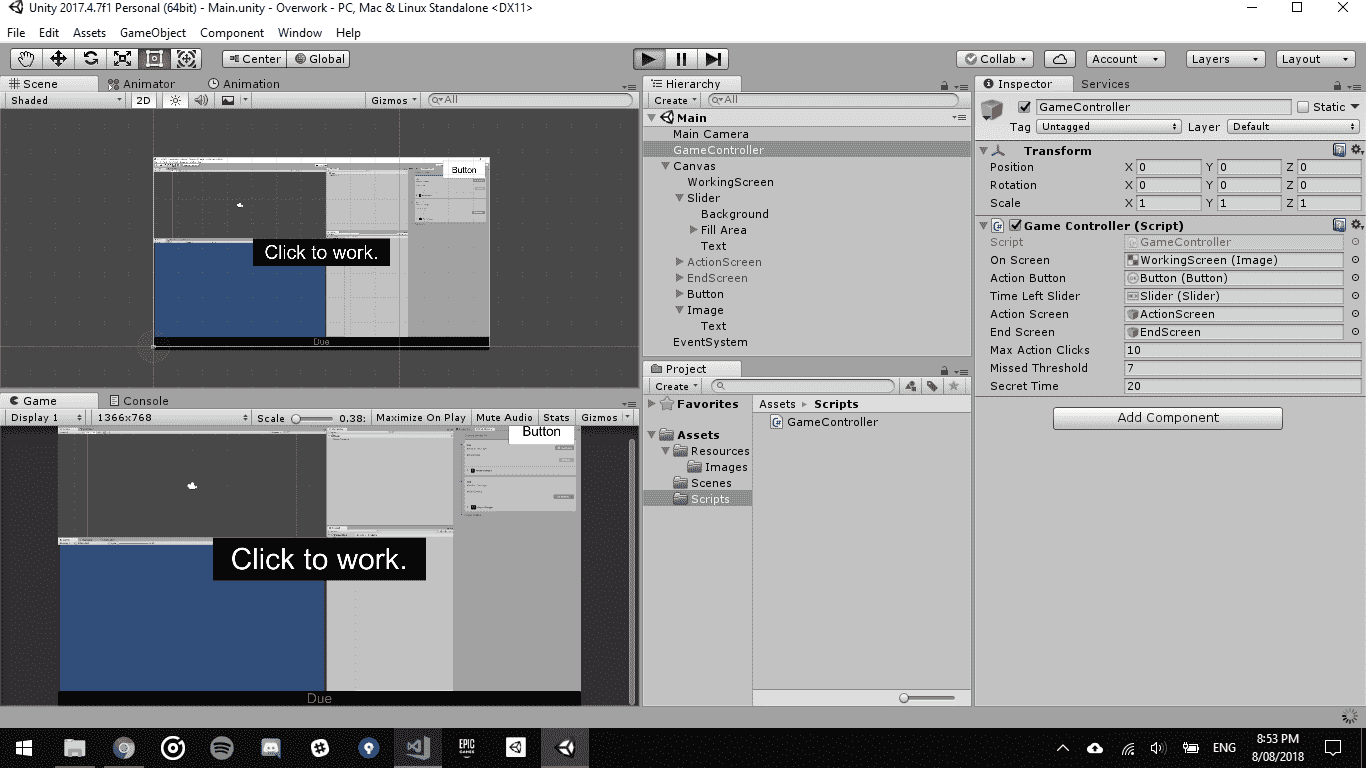 Unity 2017.4.7f1 Personal (64bit) - Main.unity - Overwork - PC, Mac & Linux Standalone <DX11>
File Edit Assets GameObject Component Window Help
Center Global Collab Account Layers Layout
Scene Animator Animation
Shaded 2D Gizmos All
Button
Click to work.
Due
Game Console
Display 1 1366x768 Scale 0.38: Maximize On Play Mute Audio Stats Gizmos
Button
Click to work.
Due
Hierarchy
Create All
Main
Main Camera
GameController
Canvas
WorkingScreen
Slider
Background
Fill Area
Text
ActionScreen
EndScreen
Button
Image
Text
EventSystem
Project
Create
Favorites
Assets
Resources
Images
Scenes
Scripts
Assets Scripts
GameController
Inspector Services
GameController Static
Tag Untagged Layer Default
Transform
Position X 0 Y 0 Z 0
Rotation X 0 Y 0 Z 0
Scale X 1 Y 1 Z 1
Game Controller (Script)
Script GameController
On Screen WorkingScreen (Image)
Action Button Button (Button)
Time Left Slider Slider (Slider)
Action Screen ActionScreen
End Screen EndScreen
Max Action Clicks 10
Missed Threshold 7
Secret Time 20
Add Component
EPIC GAMES
ENG
8:53 PM
8/08/2018